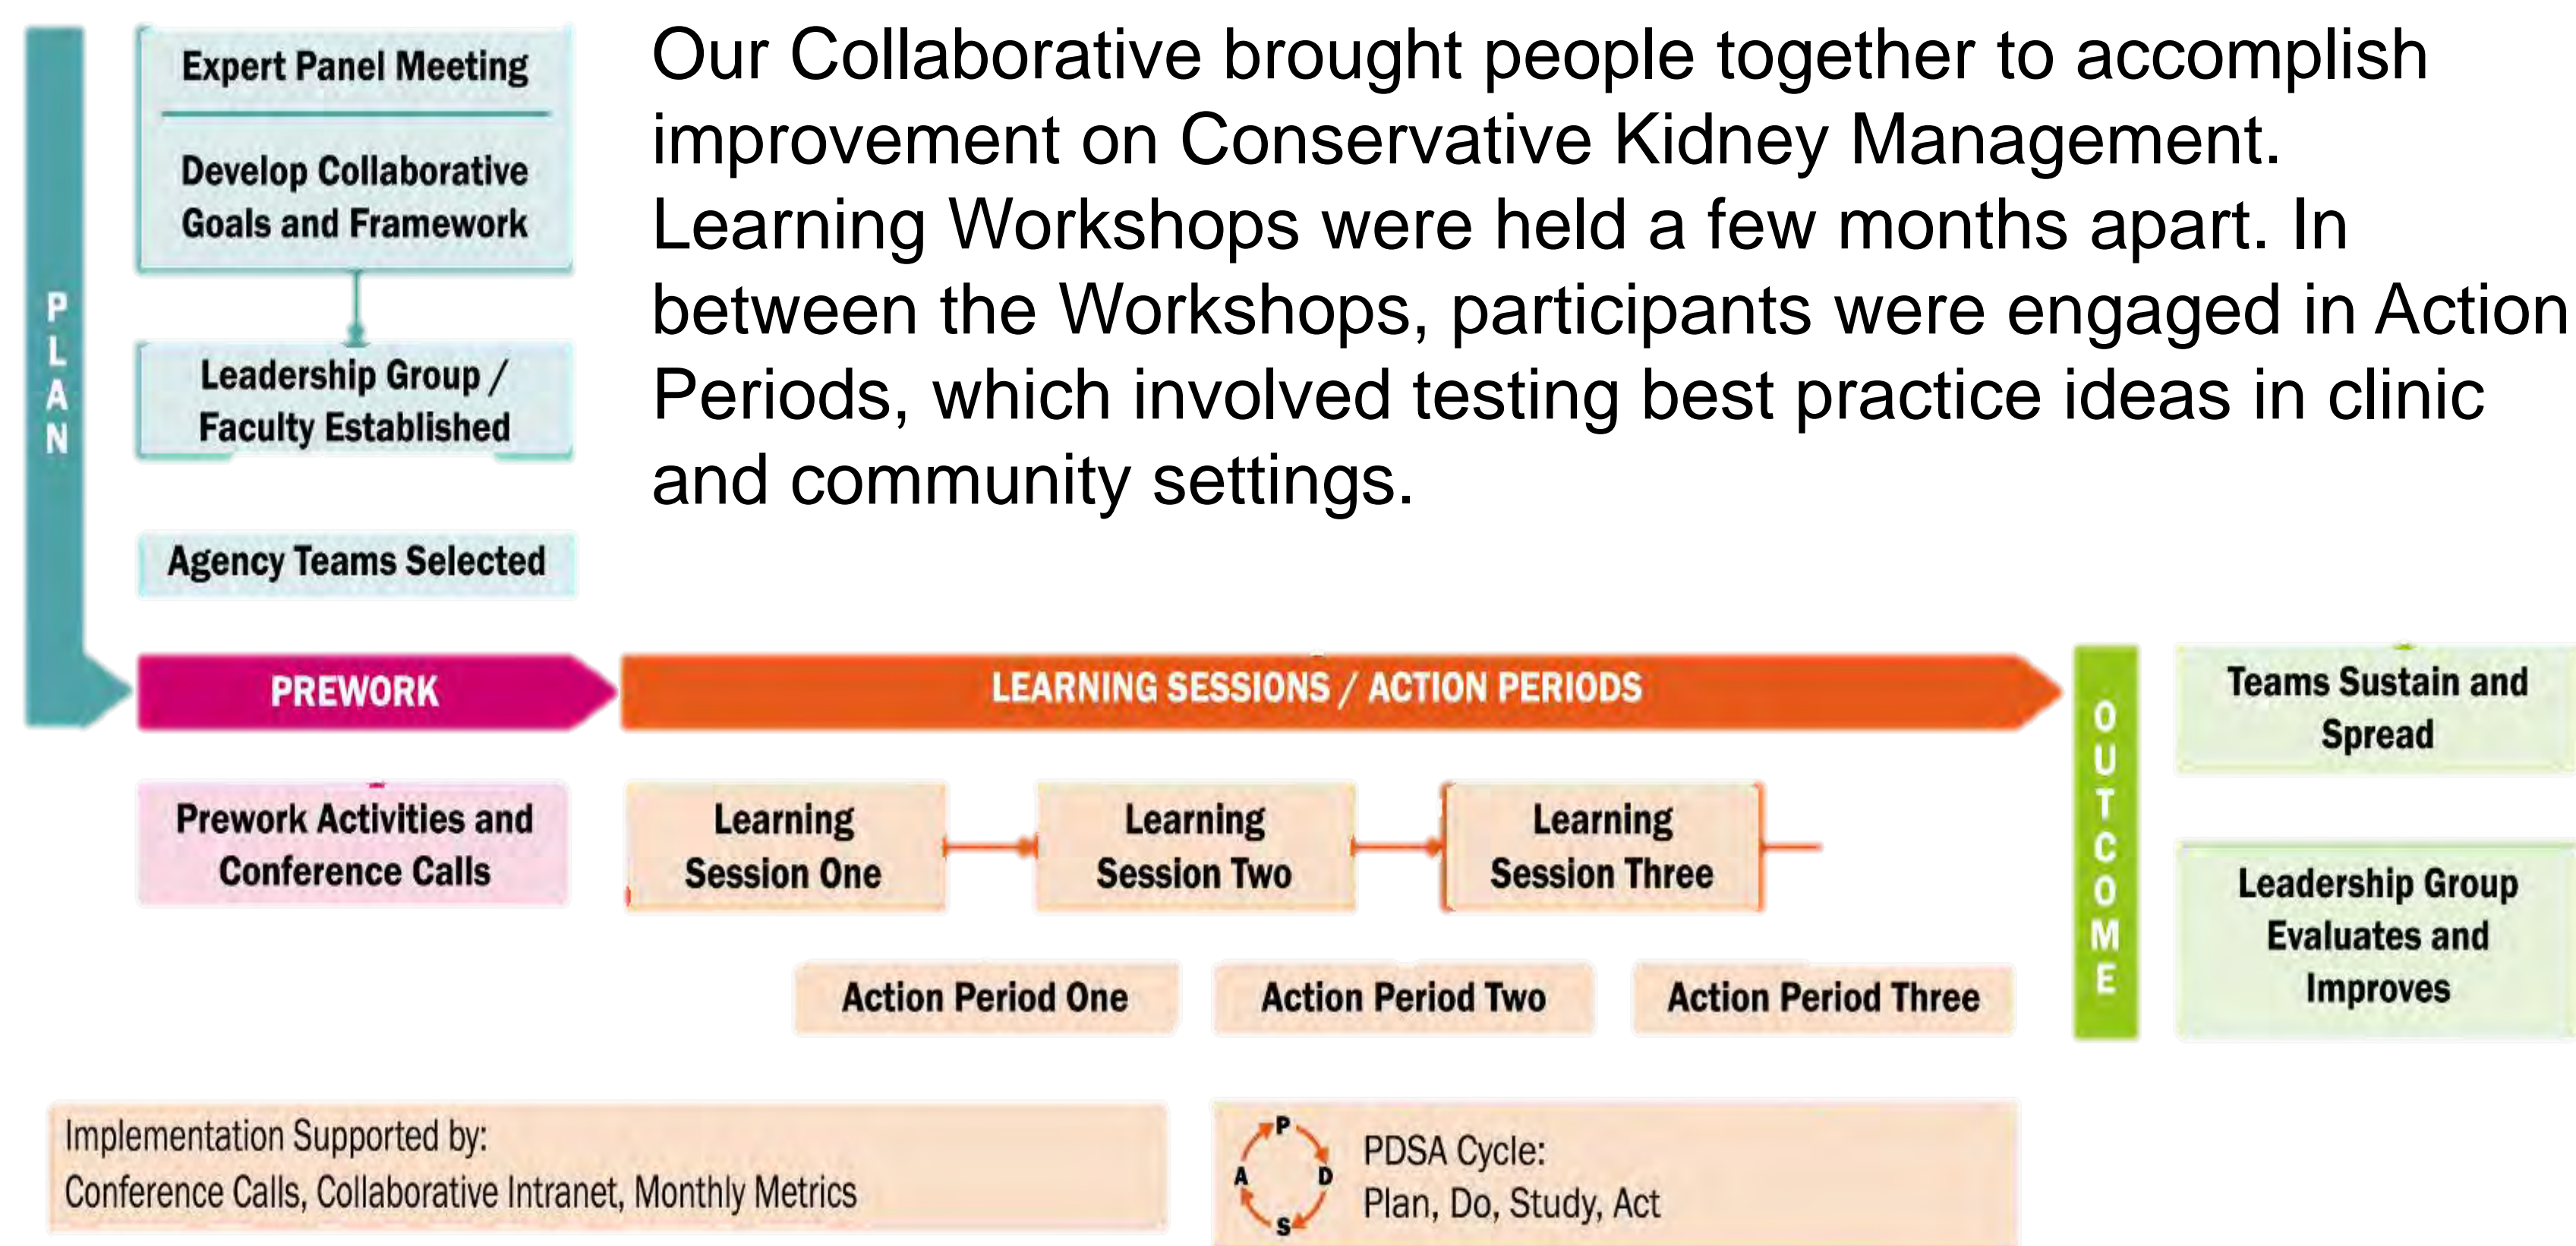 Our Collaborative brought people together to accomplish
improvement on Conservative Kidney Management.
Learning Workshops were held a few months apart. In
between the Workshops, participants were engaged in Action
Periods, which involved testing best practice ideas in clinic
and community settings.
PLAN
Expert Panel Meeting
Develop Collaborative
Goals and Framework
Leadership Group /
Faculty Established
Agency Teams Selected
PREWORK
Prework Activities and
Conference Calls
LEARNING SESSIONS / ACTION PERIODS
Learning
Session One
Learning
Session Two
Learning
Session Three
Action Period One
Action Period Two
Action Period Three
OUTCOME
Teams Sustain and
Spread
Leadership Group
Evaluates and
Improves
Implementation Supported by:
Conference Calls, Collaborative Intranet, Monthly Metrics
P
D
S
A
PDSA Cycle:
Plan, Do, Study, Act